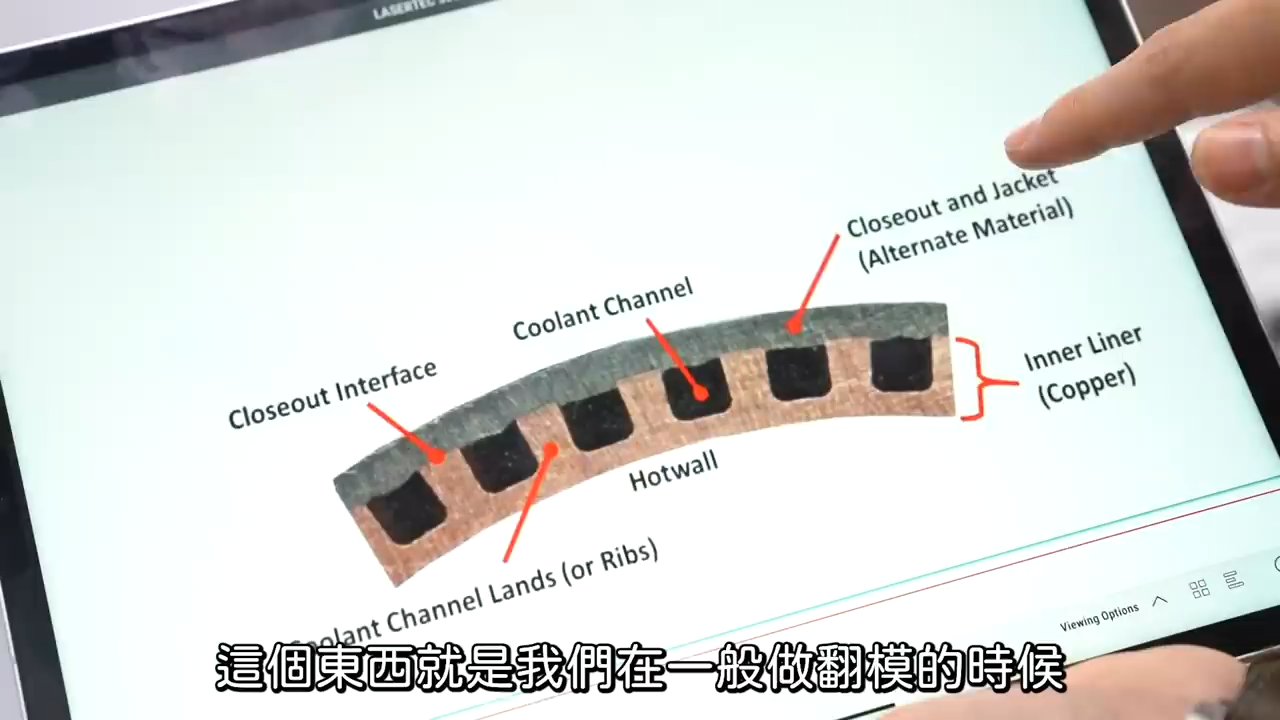 LASERTEC
Closeout and Jacket
(Alternate Material)
Coolant Channel
Inner Liner
(Copper)
Closeout Interface
Hotwall
Coolant Channel Lands (or Ribs)
Viewing Options
這個東西就是我們在一般做翻模的時候